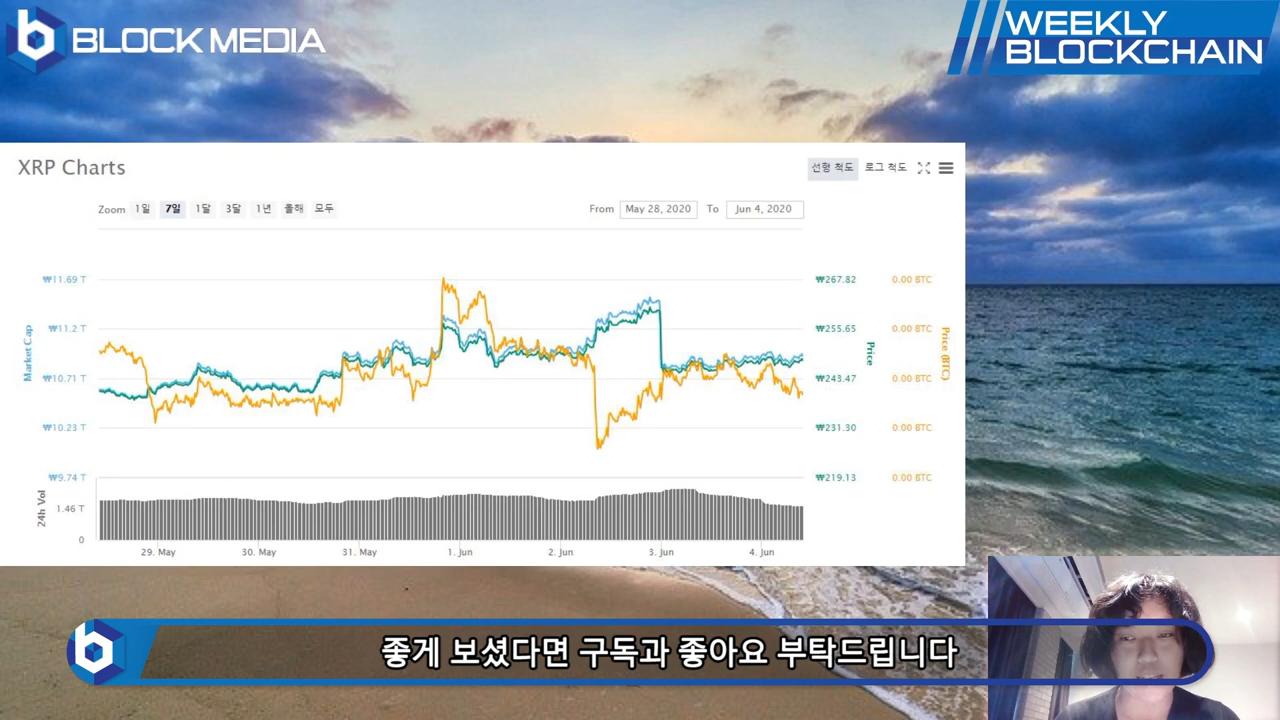 BLOCK MEDIA
WEEKLY
BLOCKCHAIN
XRP Charts
선형 척도 로그 척도
Zoom 1일 7일 1달 3달 1년 올해 모두
From May 28, 2020 To Jun 4, 2020
₩11.69 T ₩267.82 0.00 BTC
₩11.2 T ₩255.65 0.00 BTC
Market Cap Price Price (BTC)
₩10.71 T ₩243.47 0.00 BTC
₩10.23 T ₩231.30 0.00 BTC
₩9.74 T ₩219.13 0.00 BTC
24h Vol
1.46 T
0
29. May 30. May 31. May 1. Jun 2. Jun 3. Jun 4. Jun
좋게 보셨다면 구독과 좋아요 부탁드립니다